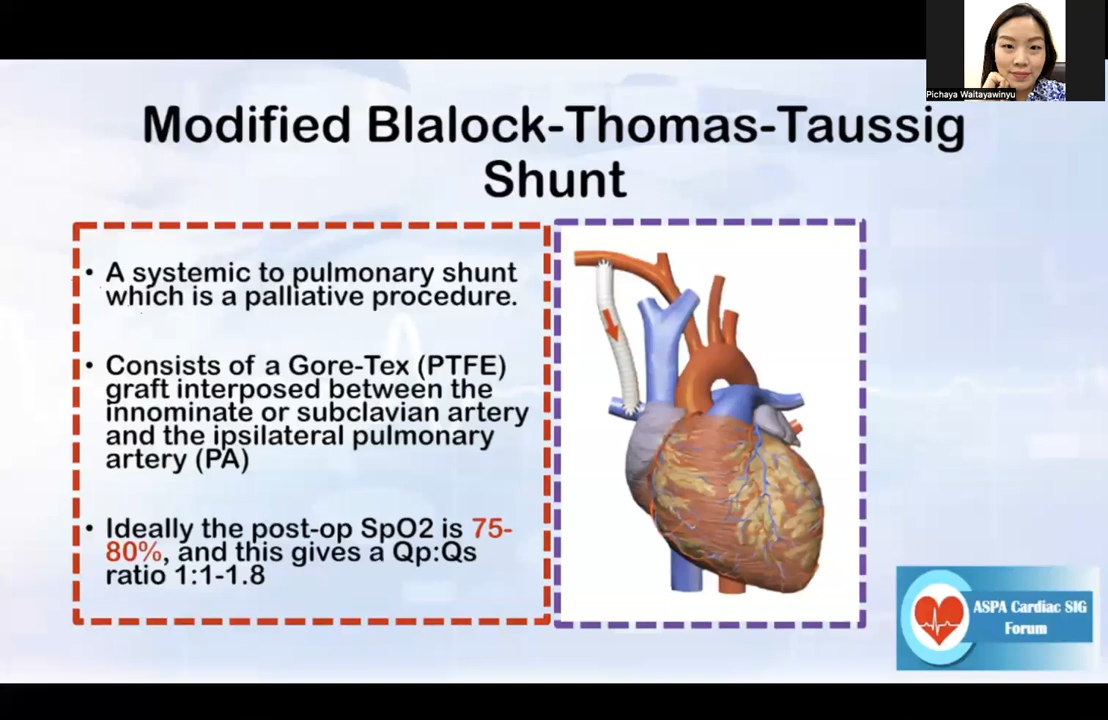 Pichaya Waitayawinyu
Modified Blalock-Thomas-Taussig
Shunt
• A systemic to pulmonary shunt
which is a palliative procedure.
• Consists of a Gore-Tex (PTFE)
graft interposed between the
innominate or subclavian artery
and the ipsilateral pulmonary
artery (PA)
• Ideally the post-op SpO2 is 75-
80%, and this gives a Qp:Qs
ratio 1:1-1.8
ASPA Cardiac SIG
Forum